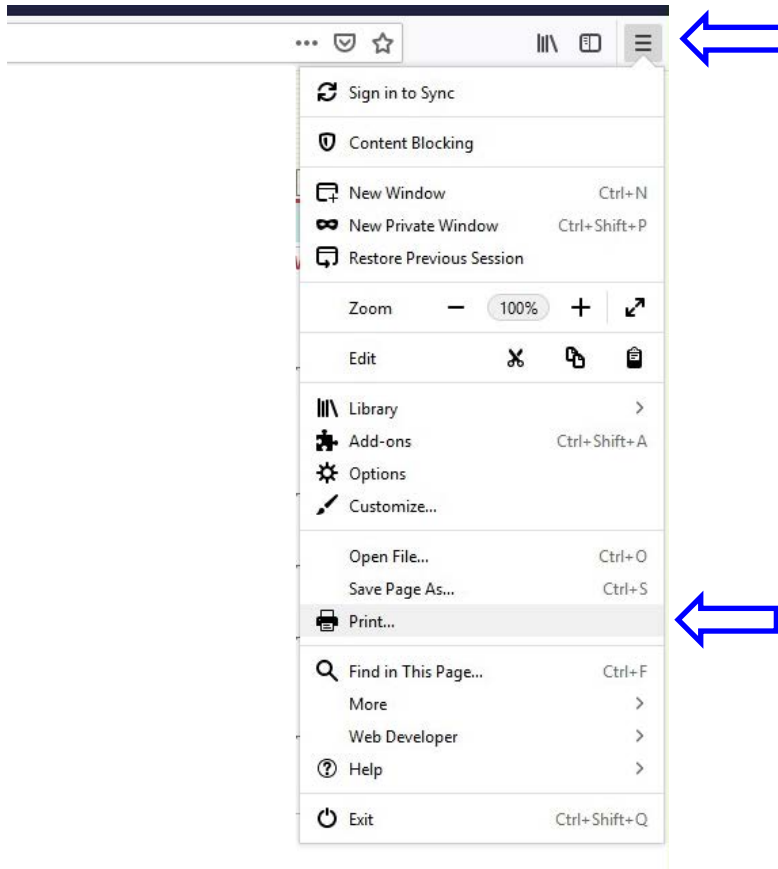 Sign in to Sync
Content Blocking
New Window Ctrl+N
New Private Window Ctrl+Shift+P
Restore Previous Session
Zoom 100%
Edit
Library
Add-ons Ctrl+Shift+A
Options
Customize...
Open File... Ctrl+O
Save Page As... Ctrl+S
Print...
Find in This Page... Ctrl+F
More
Web Developer
Help
Exit Ctrl+Shift+Q